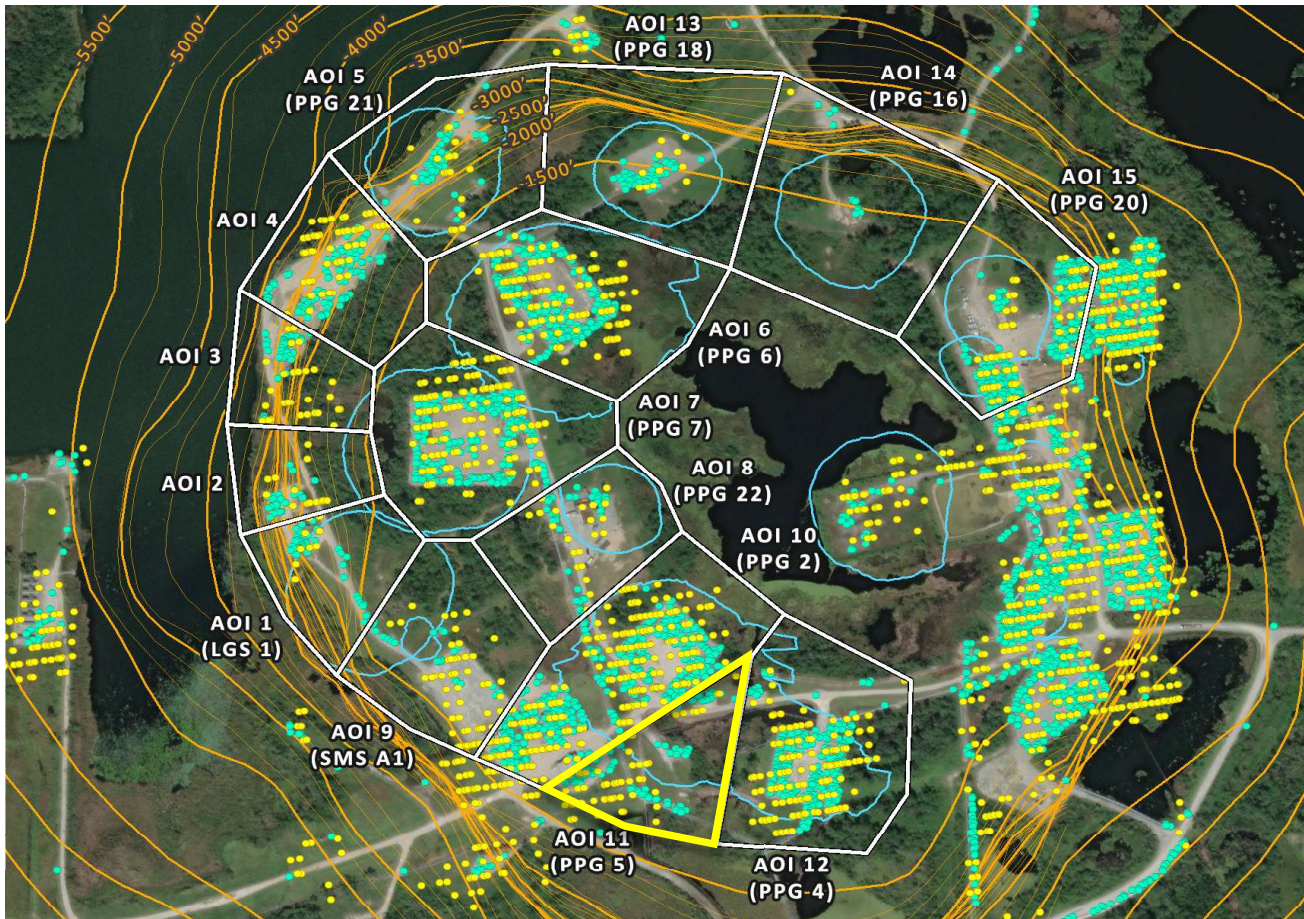 -5500'
-5000'
-4500'
-4000'
-3500'
-3000'
-2500'
-2000'
-1500'
AOI 13
(PPG 18)
AOI 5
(PPG 21)
AOI 14
(PPG 16)
AOI 15
(PPG 20)
AOI 4
AOI 6
(PPG 6)
AOI 3
AOI 7
(PPG 7)
AOI 8
(PPG 22)
AOI 2
AOI 10
(PPG 2)
AOI 1
(LGS 1)
AOI 9
(SMS A1)
AOI 11
(PPG 5)
AOI 12
(PPG 4)